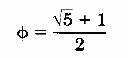 ϕ = (√5 + 1) / 2